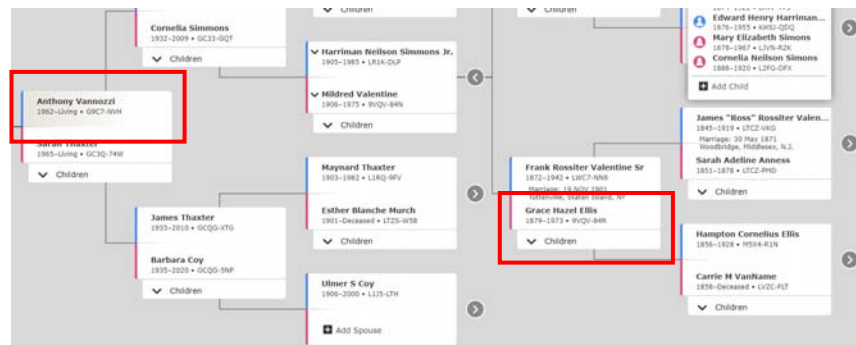 Anthony Vannozzi
1962-Living • G9C7-NVH
Sarah Thaxter
1965-Living • GC3Q-74W
Children
Cornelia Simmons
1932-2009 • GC33-GQT
Children
James Thaxter
1933-2010 • GCQG-XTG
Barbara Coy
1935-2020 • GCQG-5NP
Children
Children
Harriman Neilson Simmons Jr.
1905-1985 • LR1K-DLP
Mildred Valentine
1906-1975 • 9VQV-84N
Children
Maynard Thaxter
1903-1982 • L1RQ-9FV
Esther Blanche Murch
1901-Deceased • LTZS-W58
Children
Ulmer S Coy
1906-2000 • L1J5-LTH
Add Spouse
Children
Frank Rossiter Valentine Sr
1872-1942 • LWC7-NN9
Marriage: 19 NOV 1901
Tottenville, Staten Island, NY
Grace Hazel Ellis
1879-1973 • 9VQV-84R
Children
Edward Henry Harriman...
1876-1955 • KHSJ-QDQ
Mary Elizabeth Simons
1878-1967 • LJVN-R2K
Cornelia Neilson Simons
1888-1920 • L2FG-DFX
Add Child
James "Ross" Rossiter Valen...
1845-1919 • LTCZ-VKG
Marriage: 30 May 1871
Woodbridge, Middlesex, N.J.
Sarah Adeline Anness
1851-1878 • LTCZ-PMD
Children
Hampton Cornelius Ellis
1856-1928 • M5X4-R1N
Carrie M VanName
1858-Deceased • LVZC-FLT
Children